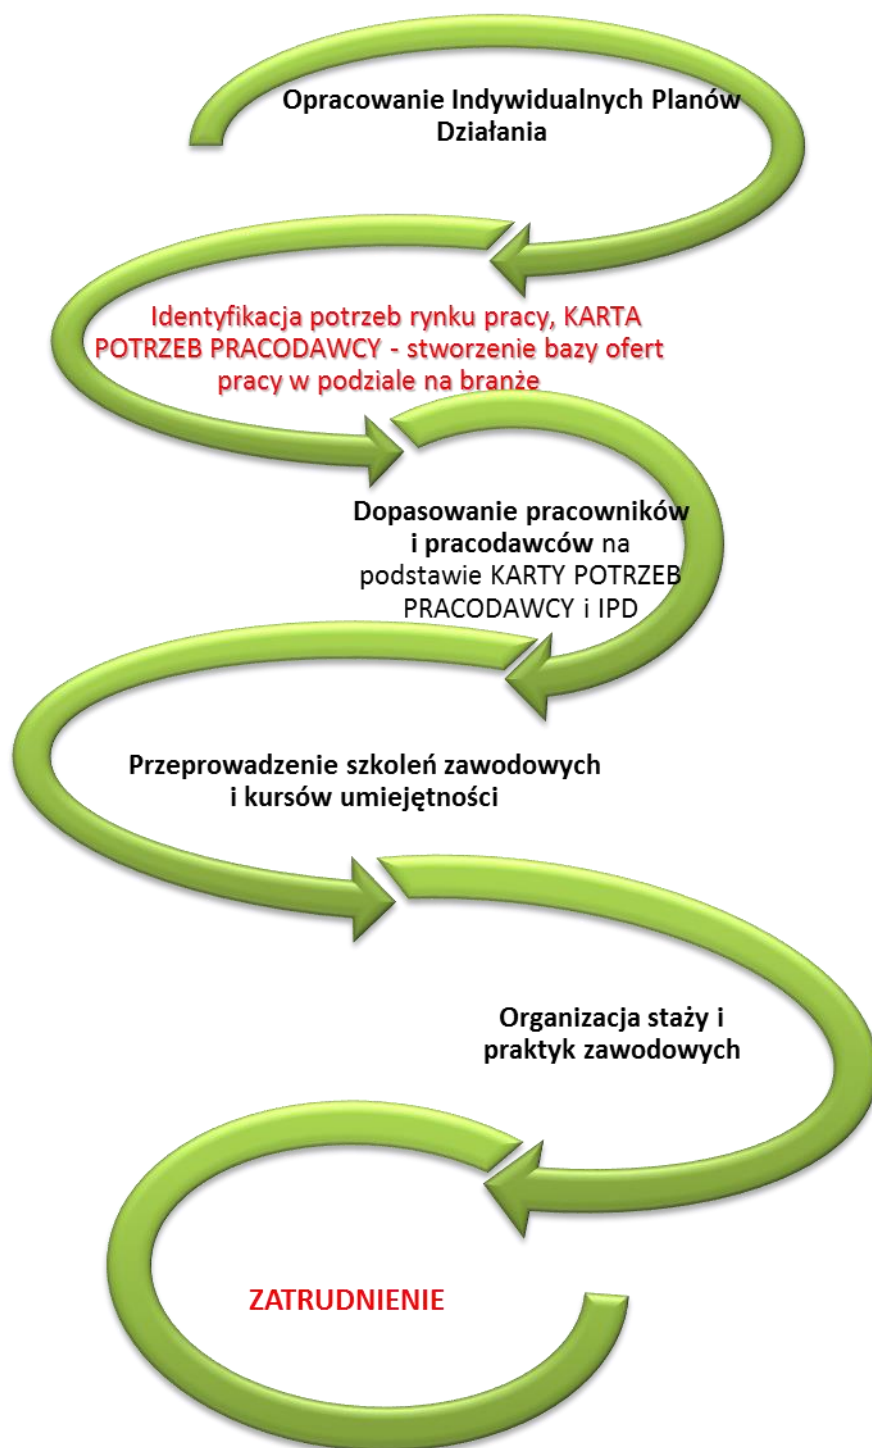 Opracowanie Indywidualnych Planów
Działania
Identyfikacja potrzeb rynku pracy, KARTA
POTRZEB PRACODAWCY - stworzenie bazy ofert
pracy w podziale na branże
Dopasowanie pracowników
i pracodawców na
podstawie KARTY POTRZEB
PRACODAWCY i IPD
Przeprowadzenie szkoleń zawodowych
i kursów umiejętności
Organizacja staży i
praktyk zawodowych
ZATRUDNIENIE